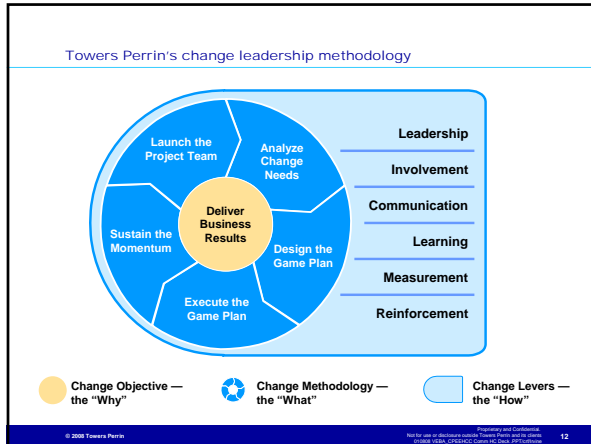 Towers Perrin's change leadership methodology
Launch the
Project Team
Analyze
Change
Needs
Deliver
Business
Results
Sustain the
Momentum
Design the
Game Plan
Execute the
Game Plan
Leadership
Involvement
Communication
Learning
Measurement
Reinforcement
Change Objective —
the “Why”
Change Methodology —
the “What”
Change Levers —
the “How”
© 2008 Towers Perrin
Proprietary and Confidential.
Not for use or disclosure outside Towers Perrin and its clients
12